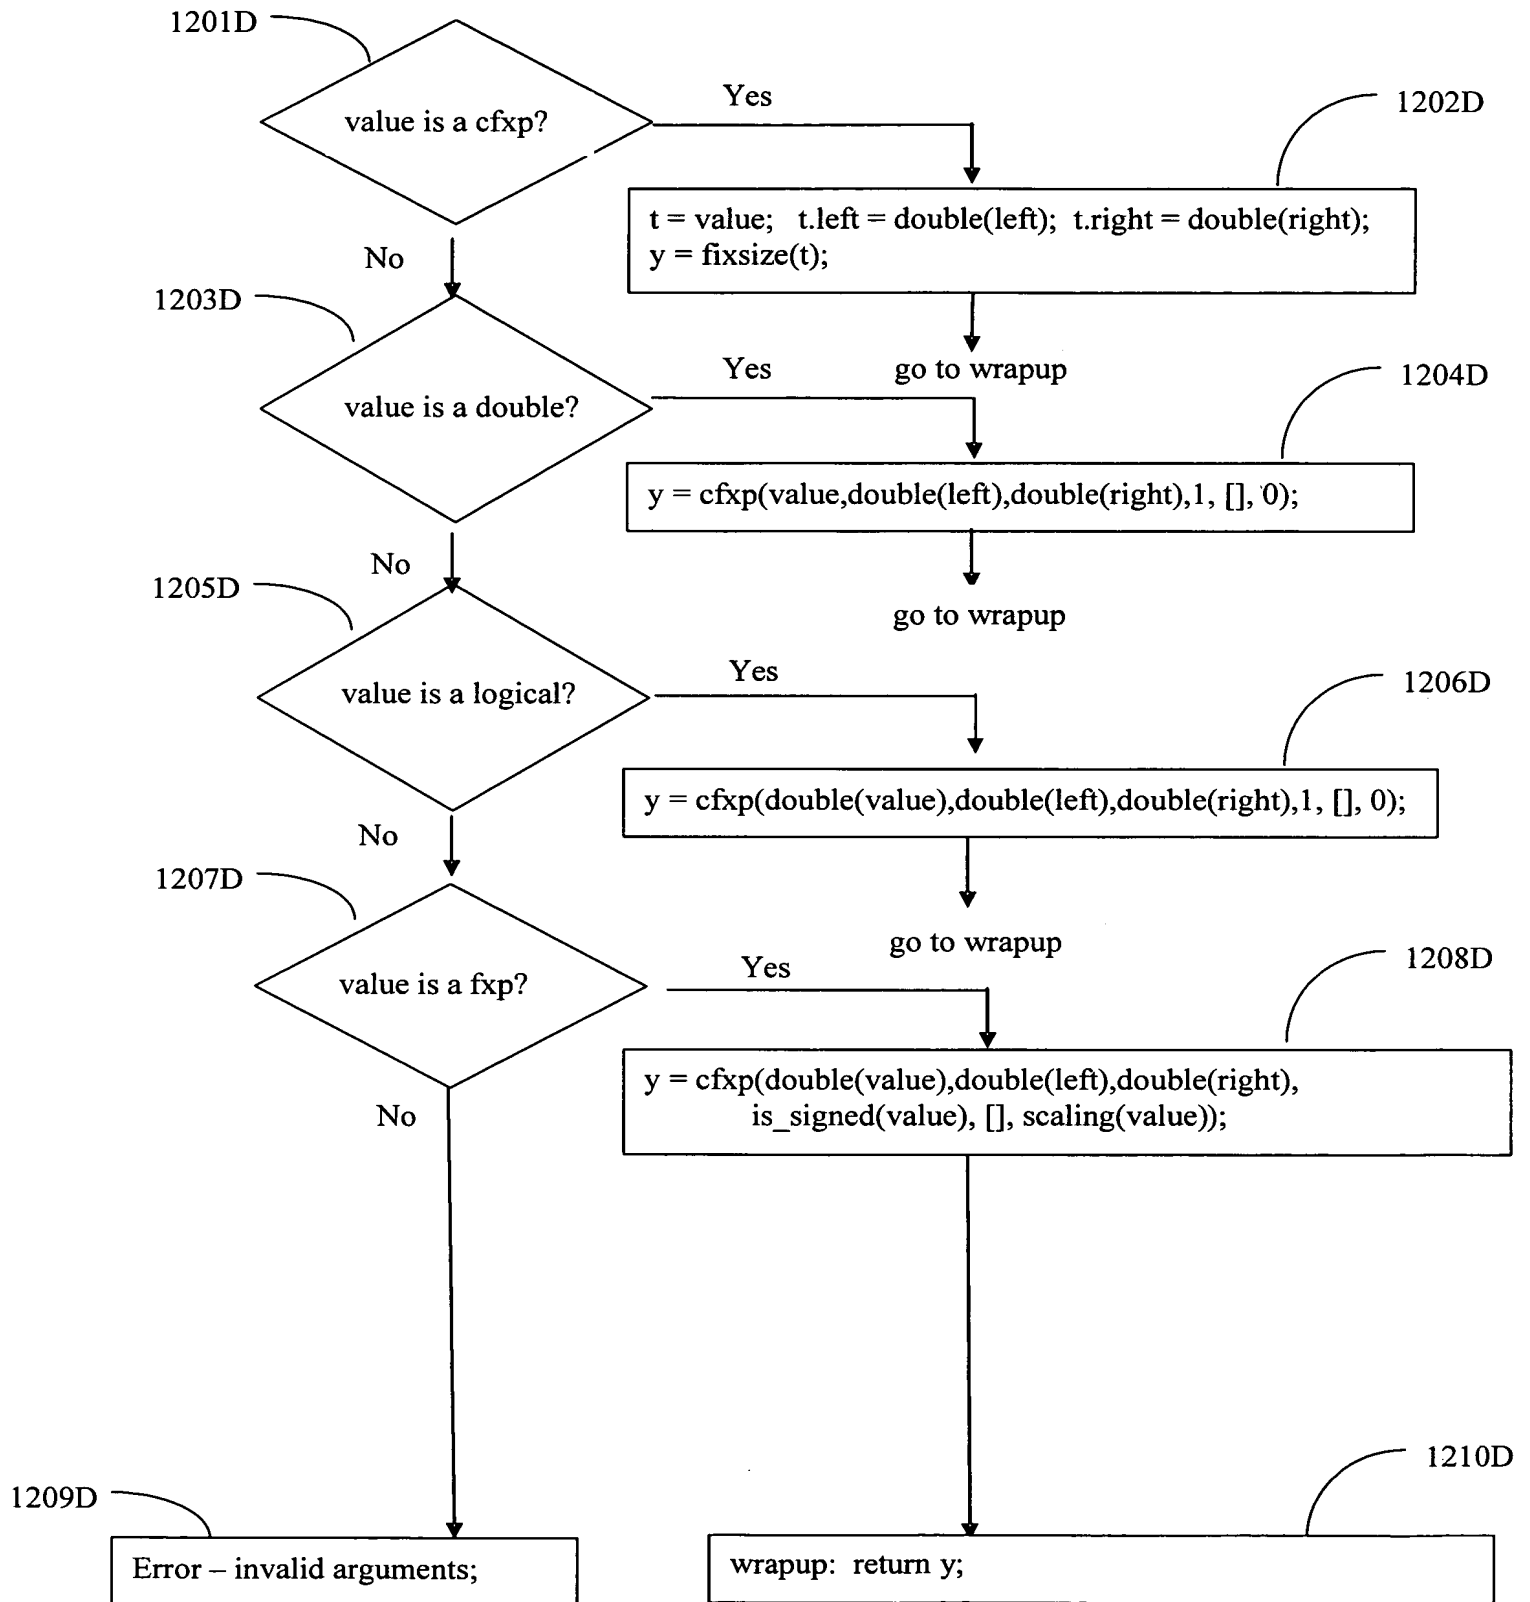 1201D
value is a cfxp?
Yes
1202D
t = value; t.left = double(left); t.right = double(right);
y = fixsize(t);
No
go to wrapup
1203D
value is a double?
Yes
1204D
y = cfxp(value,double(left),double(right),1, [], 0);
No
go to wrapup
1205D
value is a logical?
Yes
1206D
y = cfxp(double(value),double(left),double(right),1, [], 0);
No
go to wrapup
1207D
value is a fxp?
Yes
1208D
y = cfxp(double(value),double(left),double(right),
is_signed(value), [], scaling(value));
No
1209D
Error – invalid arguments;
1210D
wrapup: return y;